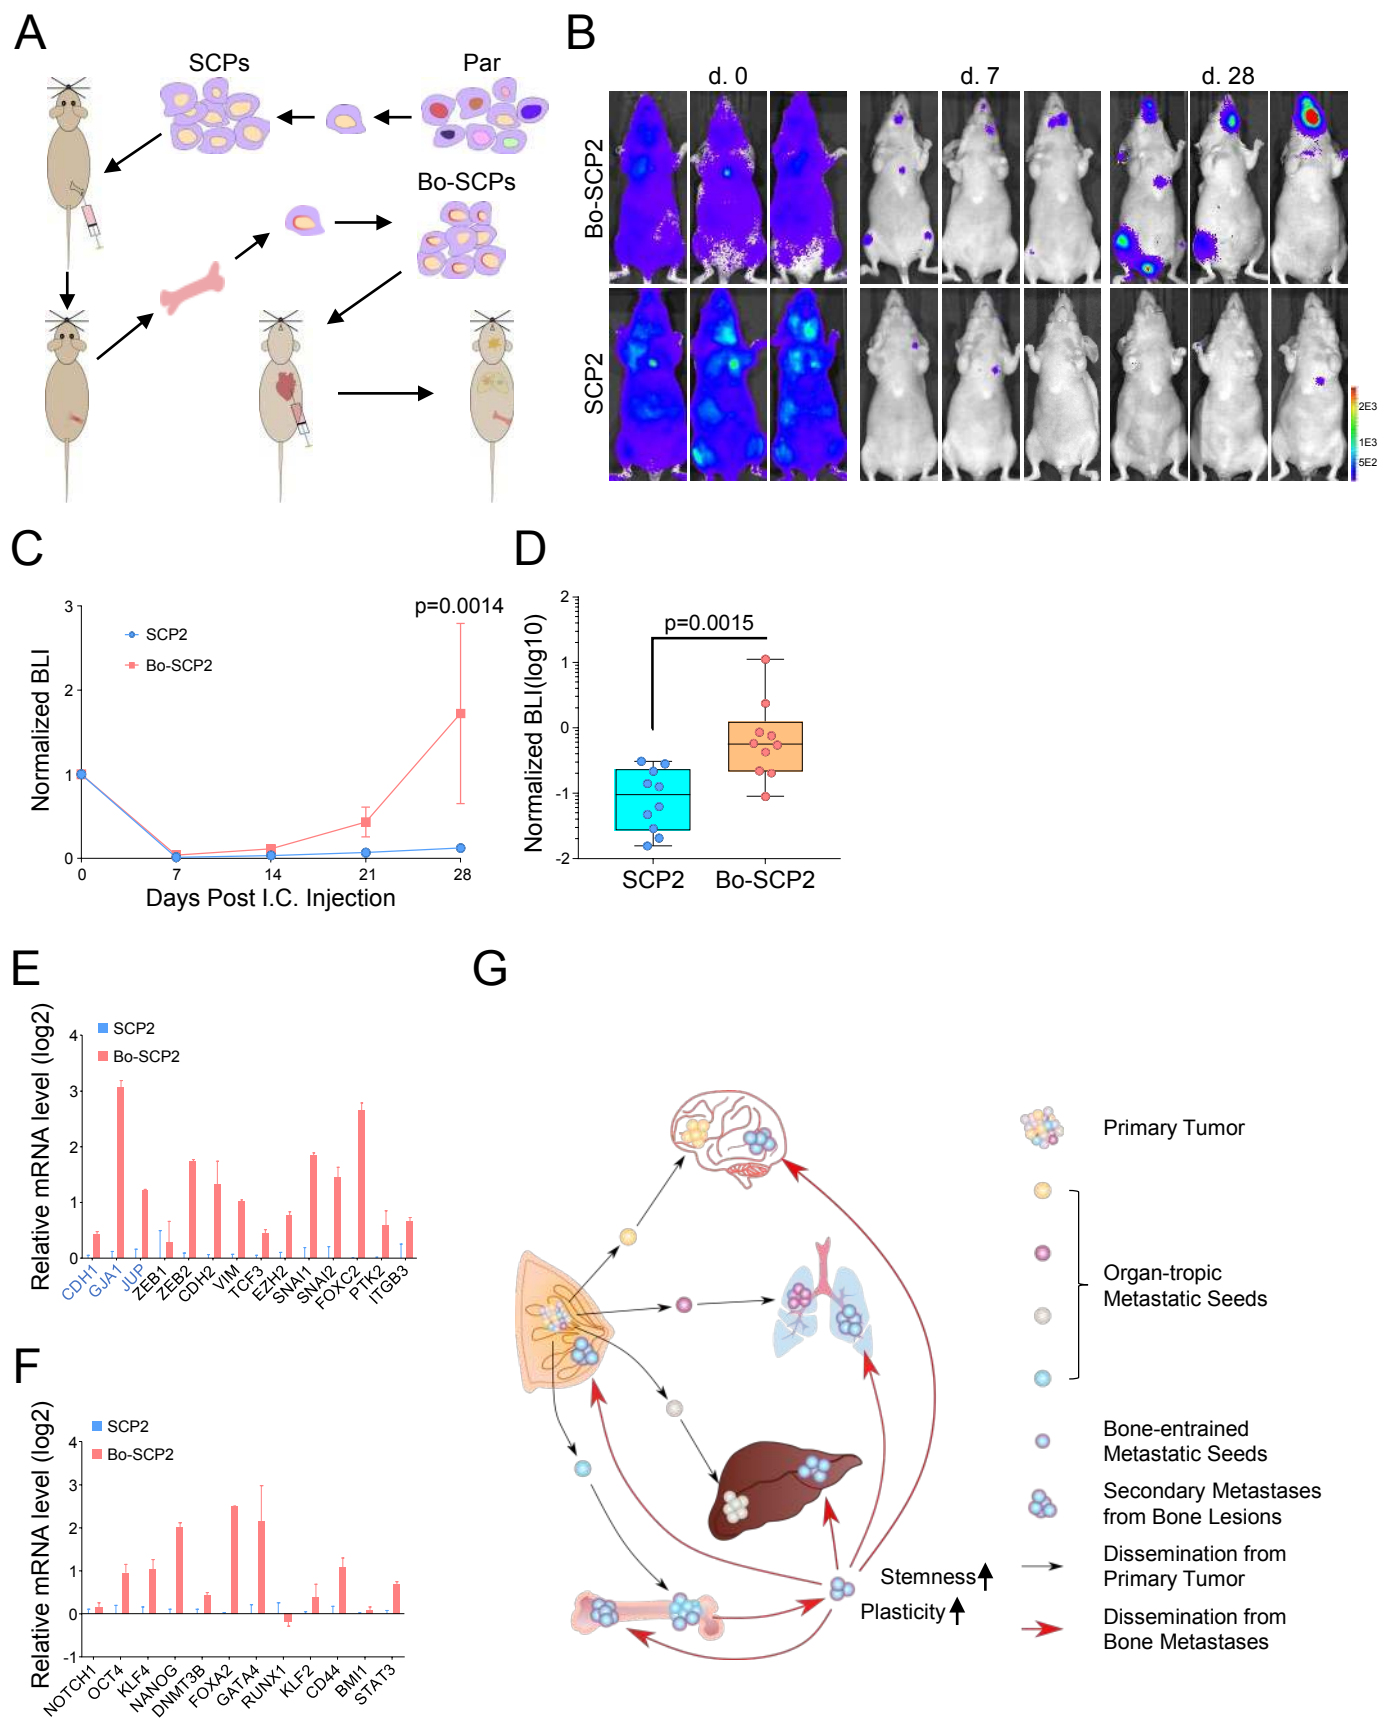 A
SCPs
Par
Bo-SCPs
B
d. 0
d. 7
d. 28
Bo-SCP2
SCP2
2E3
1E3
5E2
C
Normalized BLI
3
2
1
0
SCP2
Bo-SCP2
p=0.0014
0
7
14
21
28
Days Post I.C. Injection
D
Normalized BLI(log10)
2
1
0
-1
-2
p=0.0015
SCP2
Bo-SCP2
E
Relative mRNA level (log2)
SCP2
Bo-SCP2
4
3
2
1
0
CDH1
GJA1
JUP
ZEB1
ZEB2
CDH2
VIM
TCF3
EZH2
SNAI1
SNAI2
FOXC2
PTK2
ITGB3
F
Relative mRNA level (log2)
SCP2
Bo-SCP2
4
3
2
1
0
-1
NOTCH1
OCT4
KLF4
NANOG
DNMT3B
FOXA2
GATA4
RUNX1
KLF2
CD44
BMI1
STAT3
G
Stemness
Plasticity
Primary Tumor
Organ-tropic
Metastatic Seeds
Bone-entrained
Metastatic Seeds
Secondary Metastases
from Bone Lesions
Dissemination from
Primary Tumor
Dissemination from
Bone Metastases